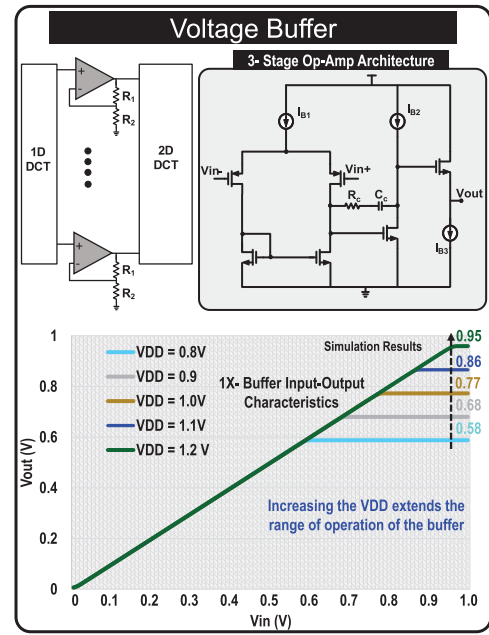 Voltage Buffer
3- Stage Op-Amp Architecture
1D
DCT
+
-
R1
R2
2D
DCT
+
-
R1
R2
IB1
IB2
Vin-
Vin+
Rc
Cc
Vout
IB3
Vout (V)
1
0.8
0.6
0.4
0.2
0
VDD = 0.8V
VDD = 0.9
VDD = 1.0V
VDD = 1.1V
VDD = 1.2 V
Simulation Results
1X- Buffer Input-Output
Characteristics
0.95
0.86
0.77
0.68
0.58
Increasing the VDD extends the
range of operation of the buffer
0 0.1 0.2 0.3 0.4 0.5 0.6 0.7 0.8 0.9 1.0
Vin (V)